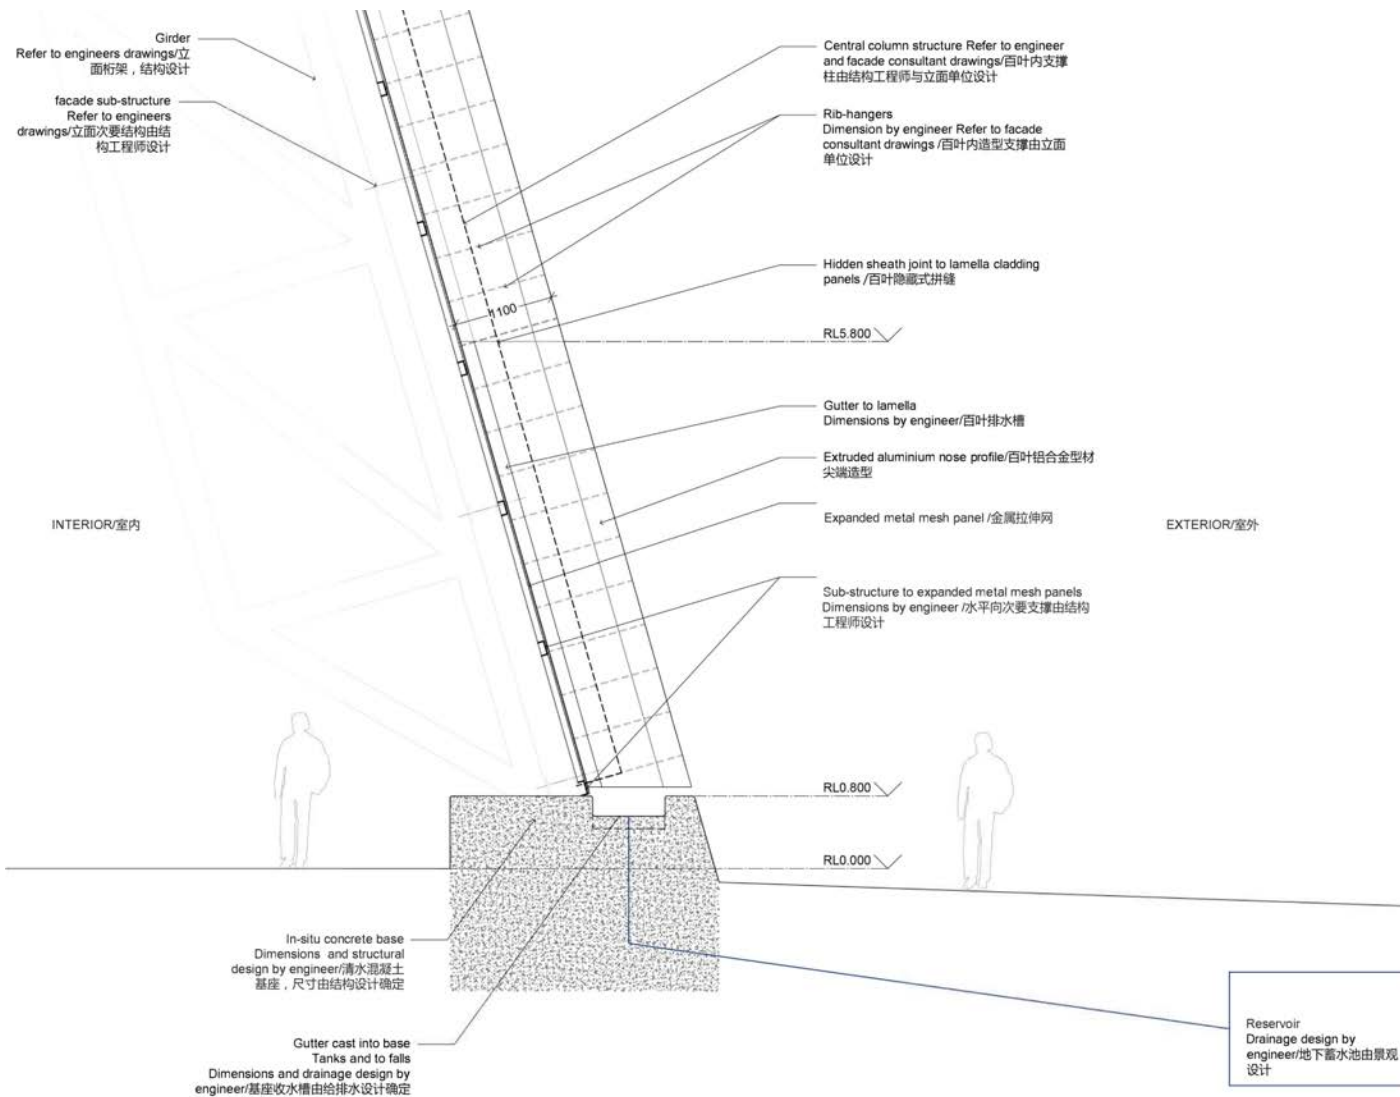 Girder
Refer to engineers drawings/立
面桁架，结构设计
facade sub-structure
Refer to engineers
drawings/立面次要结构由结
构工程师设计
Central column structure Refer to engineer
and facade consultant drawings/百叶内支撑
柱由结构工程师与立面单位设计
Rib-hangers
Dimension by engineer Refer to facade
consultant drawings /百叶内造型支撑由立面
单位设计
Hidden sheath joint to lamella cladding
panels /百叶隐藏式拼缝
1100
RL5.800
Gutter to lamella
Dimensions by engineer/百叶排水槽
Extruded aluminium nose profile/百叶铝合金型材
尖端造型
Expanded metal mesh panel /金属拉伸网
INTERIOR/室内
EXTERIOR/室外
Sub-structure to expanded metal mesh panels
Dimensions by engineer /水平向次要支撑由结构
工程师设计
RL0.800
RL0.000
In-situ concrete base
Dimensions and structural
design by engineer/清水混凝土
基座，尺寸由结构设计确定
Gutter cast into base
Tanks and to falls
Dimensions and drainage design by
engineer/基座收水槽由给排水设计确定
Reservoir
Drainage design by
engineer/地下蓄水池由景观
设计